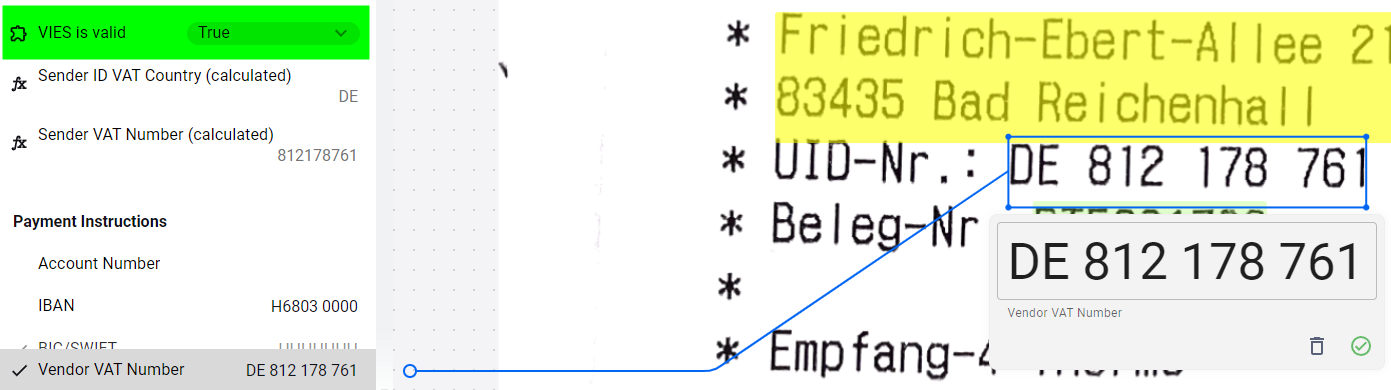 VIES is valid
True
Sender ID VAT Country (calculated)
DE
Sender VAT Number (calculated)
812178761
Payment Instructions
Account Number
IBAN
H6803 0000
BIC/SWIFT
Vendor VAT Number
DE 812 178 761
* Friedrich-Ebert-Allee 21
* 83435 Bad Reichenhall
* UID-Nr.: DE 812 178 761
* Beleg-Nr
*
* Empfang-4
DE 812 178 761
Vendor VAT Number